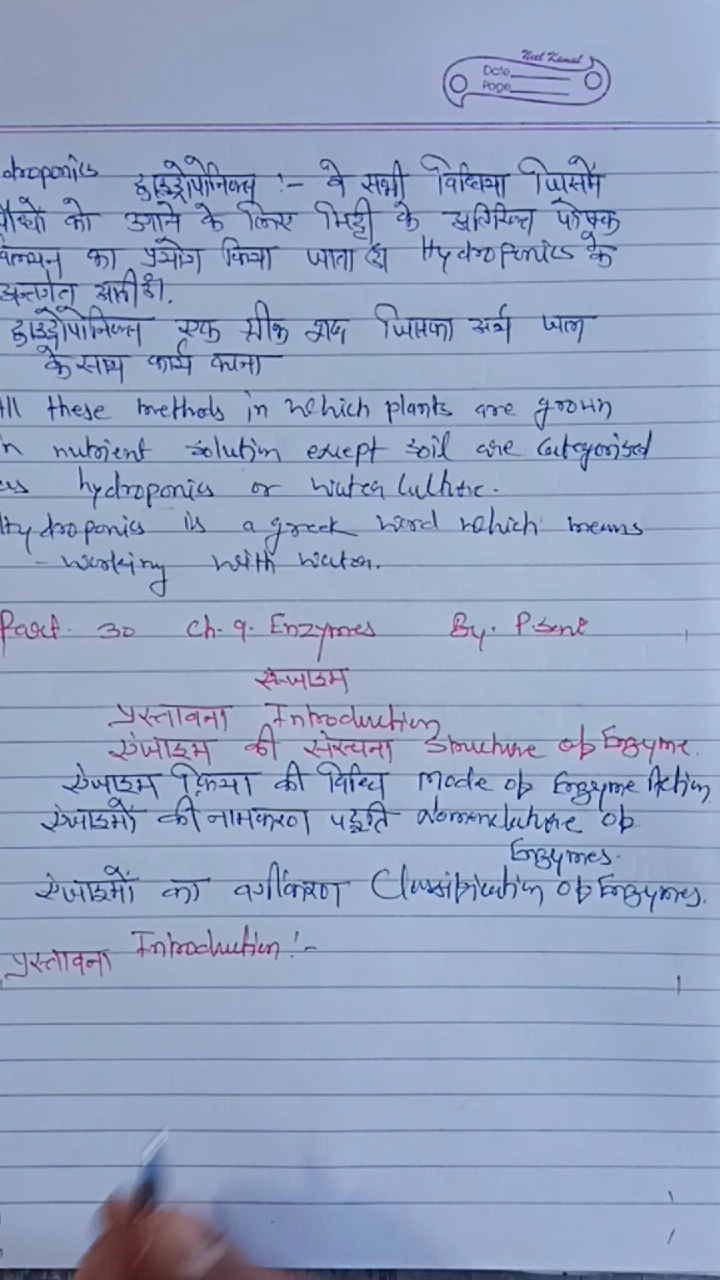 Neel Kamal
Date
Page
droponics हाइड्रोपोनिक्स :- वे सभी विधिया जिसमें
पौधों को उगाने के लिए मिट्टी के अतिरिक्त पोषक
का प्रयोग किया जाता है। Hydroponics के
अन्तर्गत आती है।
हाइड्रोपोनिक्स एक ग्रीक शब्द जिसका अर्थ जल
के साथ कार्य करना
All these methods in which plants are grown
in nutrient solution except soil are categorised
as hydroponics or water culture.
Hydroponics is a greek word which means
- working with water.
Part- 30 Ch. 9. Enzymes By. P.
एंजाइम
प्रस्तावना Introduction
एंजाइम की संरचना Structure of Enzyme.
एंजाइम क्रिया की विधि Mode of Enzyme Action,
एंजाइमों की नामकरण पद्धति Nomenclature of
Enzymes.
एंजाइमों का वर्गीकरण Classification of Enzymes.
प्रस्तावना Introduction :-